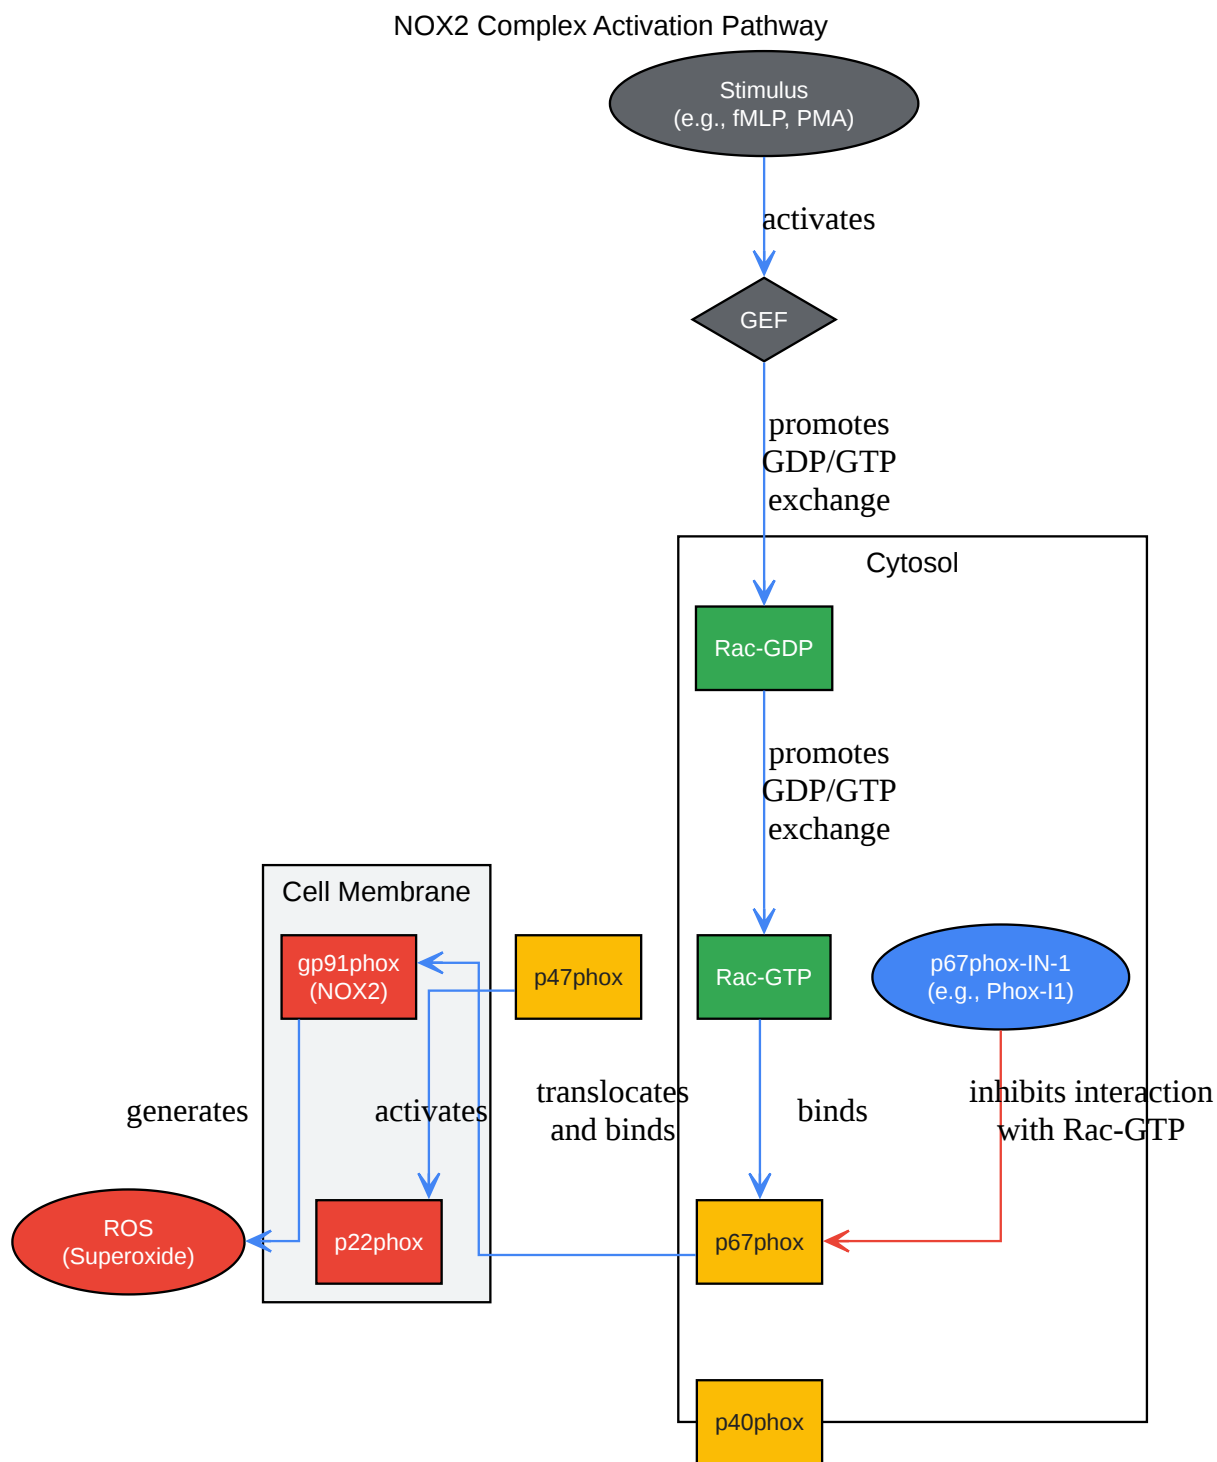 NOX2 Complex Activation Pathway
Stimulus
(e.g., fMLP, PMA)
activates
GEF
promotes
GDP/GTP
exchange
Cytosol
Rac-GDP
promotes
GDP/GTP
exchange
Cell Membrane
gp91phox
(NOX2)
p47phox
Rac-GTP
p67phox-IN-1
(e.g., Phox-I1)
generates
activates
translocates
and binds
binds
inhibits interaction
with Rac-GTP
ROS
(Superoxide)
p22phox
p67phox
p40phox